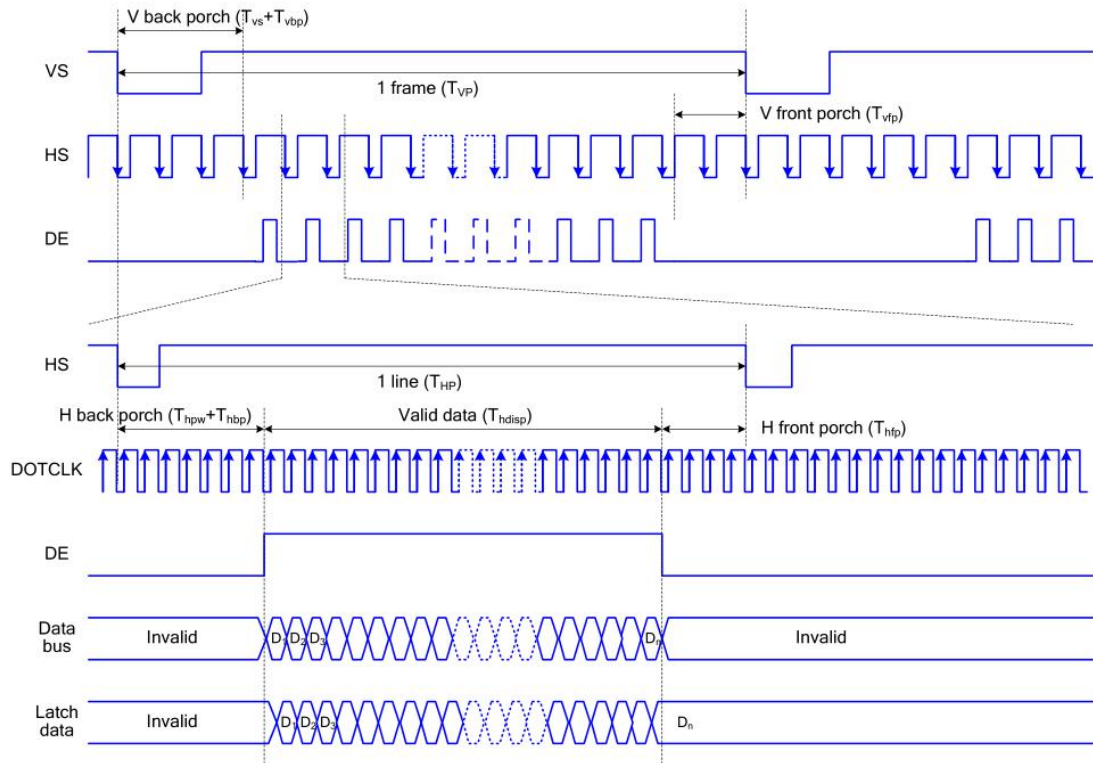 V back porch (Tvs+Tvbp)
VS
1 frame (TVP)
V front porch (Tvfp)
HS
DE
HS
1 line (THP)
H back porch (Thpw+Thbp)
Valid data (Thdisp)
H front porch (Thfp)
DOTCLK
DE
Data
bus
Invalid
D1 D2 D3
Dn
Invalid
Latch
data
Invalid
D1 D2 D3
Dn